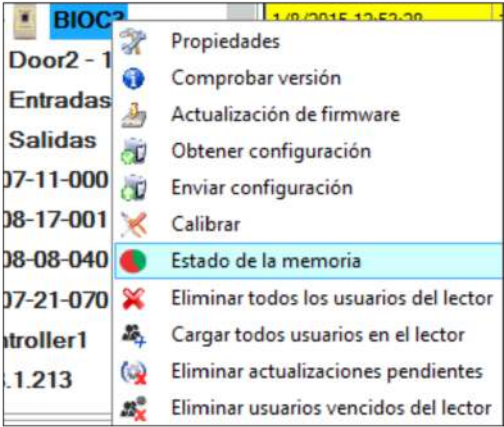 BIOC3
1/8/2015 12:52:28
Door2 - 1
Entradas
Salidas
07-11-000
08-17-001
08-08-040
07-21-070
ntroller1
.1.213
Propiedades
Comprobar versión
Actualización de firmware
Obtener configuración
Enviar configuración
Calibrar
Estado de la memoria
Eliminar todos los usuarios del lector
Cargar todos usuarios en el lector
Eliminar actualizaciones pendientes
Eliminar usuarios vencidos del lector